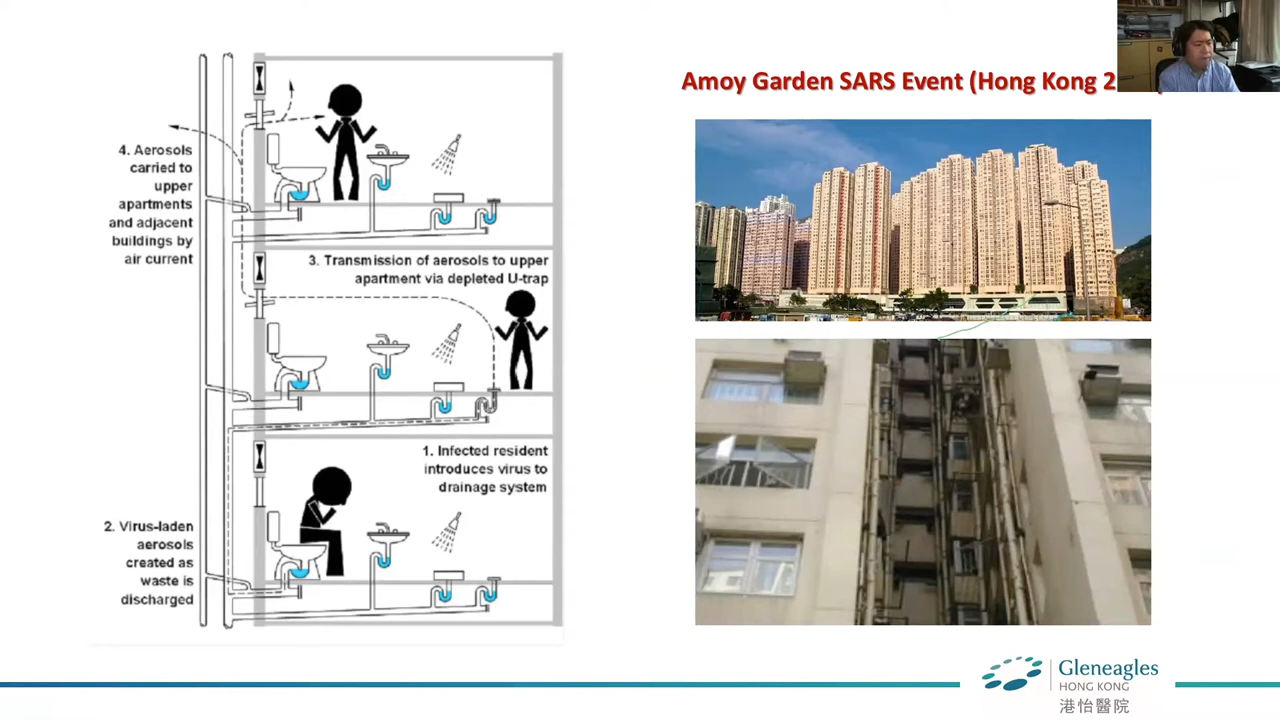 Amoy Garden SARS Event (Hong Kong 2
4. Aerosols
carried to
upper
apartments
and adjacent
buildings by
air current
3. Transmission of aerosols to upper
apartment via depleted U-trap
1. Infected resident
introduces virus to
drainage system
2. Virus-laden
aerosols
created as
waste is
discharged
Gleneagles
HONG KONG
港怡醫院